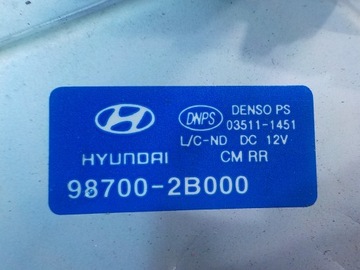 DNPS DENSO PS
03511-1451
L/C-ND DC 12V
HYUNDAI CM RR
98700-2B000